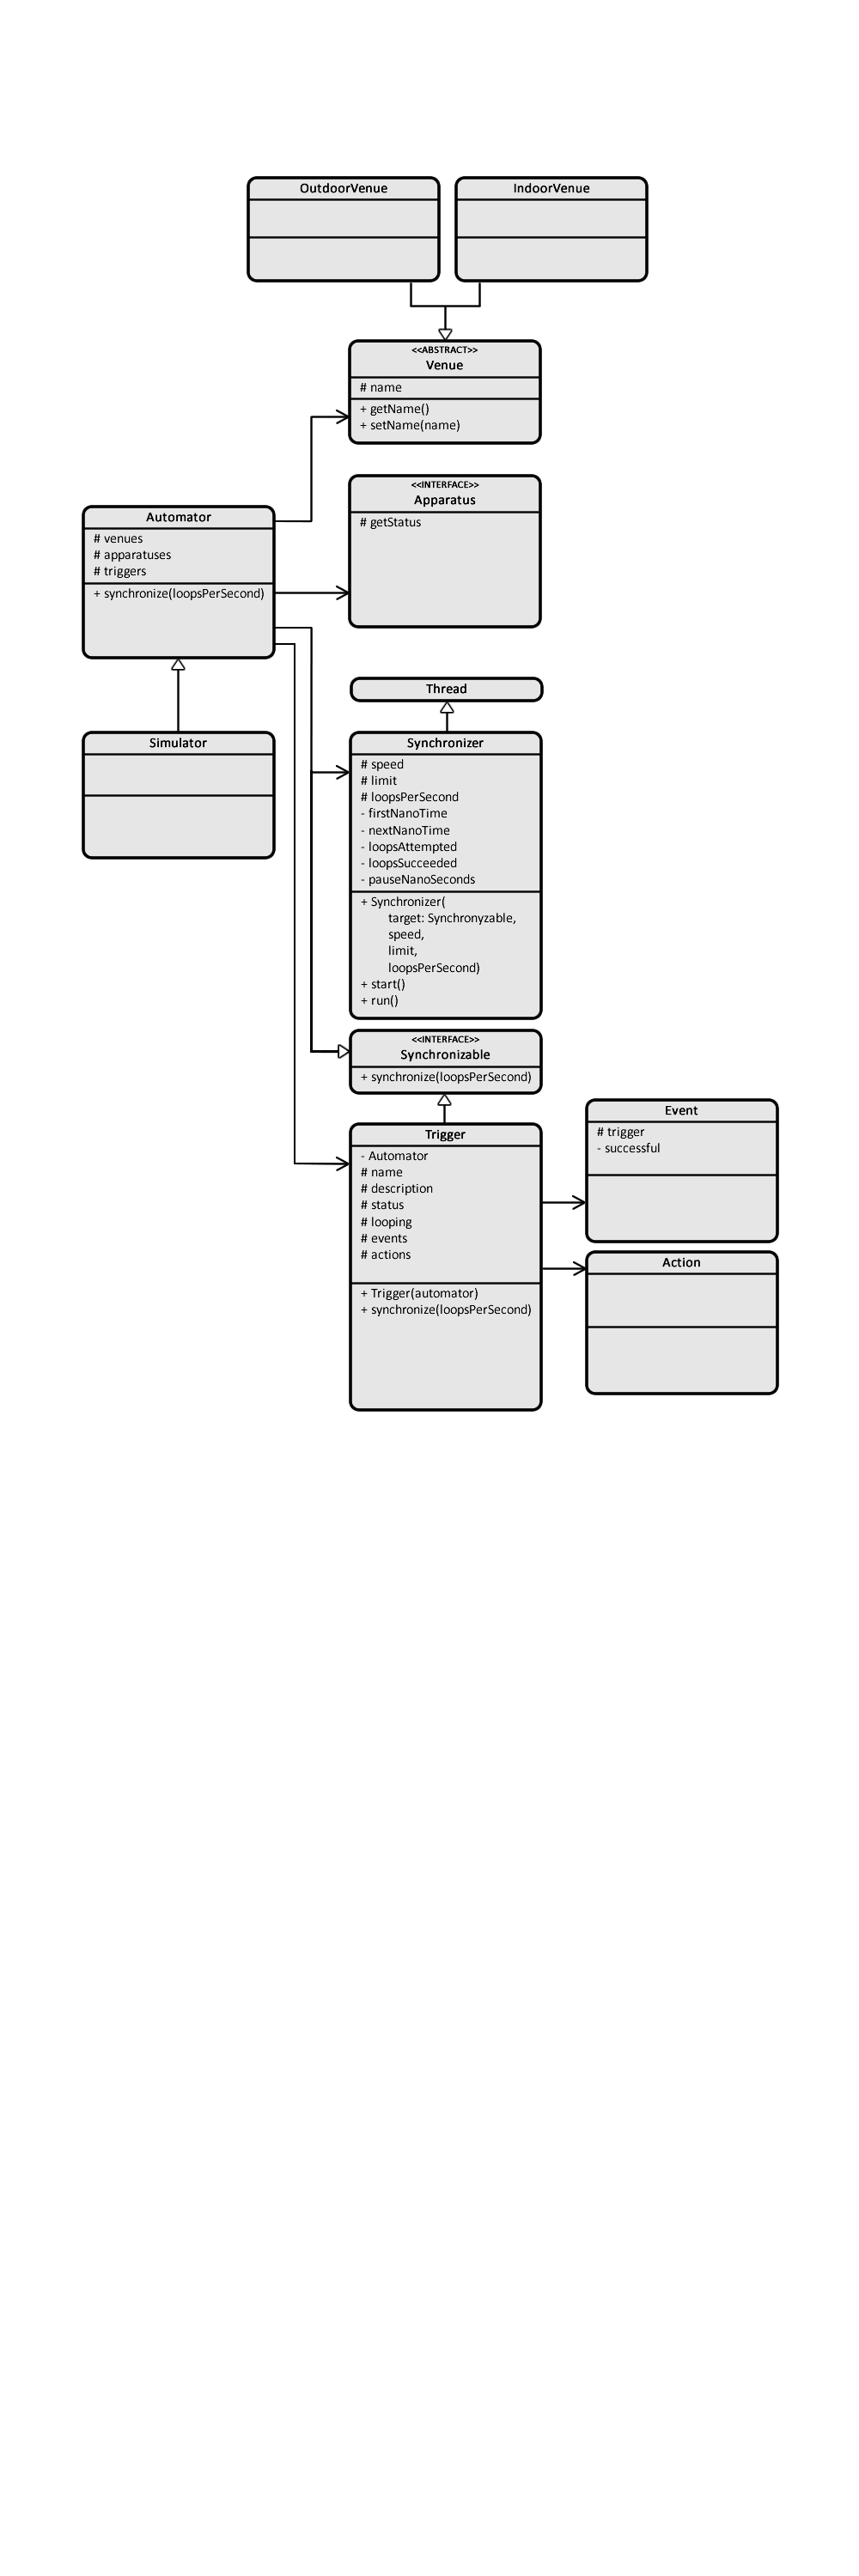 OutdoorVenue
IndoorVenue
<<ABSTRACT>>
Venue
# name
+ getName()
+ setName(name)
<<INTERFACE>>
Apparatus
# getStatus
Automator
# venues
# apparatuses
# triggers
+ synchronize(loopsPerSecond)
Simulator
Thread
Synchronizer
# speed
# limit
# loopsPerSecond
- firstNanoTime
- nextNanoTime
- loopsAttempted
- loopsSucceeded
- pauseNanoSeconds
+ Synchronizer(
target: Synchronyzable,
speed,
limit,
loopsPerSecond)
+ start()
+ run()
<<INTERFACE>>
Synchronizable
+ synchronize(loopsPerSecond)
Trigger
- Automator
# name
# description
# status
# looping
# events
# actions
+ Trigger(automator)
+ synchronize(loopsPerSecond)
Event
# trigger
- successful
Action